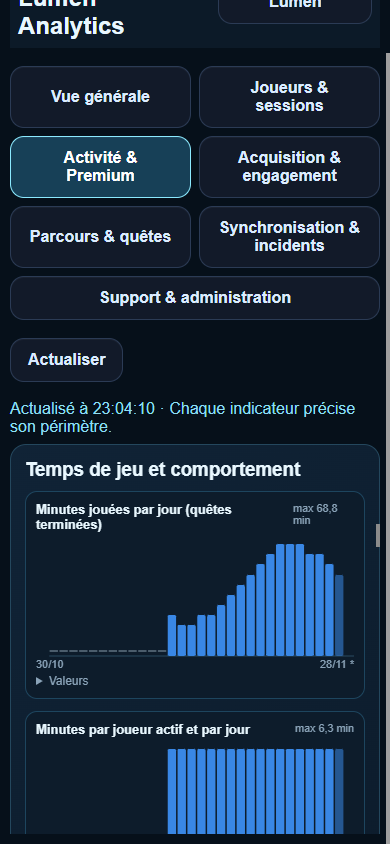 Lumen
Analytics
Lumen
Vue générale
Joueurs &
sessions
Activité &
Premium
Acquisition &
engagement
Parcours & quêtes
Synchronisation &
incidents
Support & administration
Actualiser
Actualisé à 23:04:10 · Chaque indicateur précise
son périmètre.
Temps de jeu et comportement
Minutes jouées par jour (quêtes
terminées)
max 68,8
min
30/10
28/11 *
▶ Valeurs
Minutes par joueur actif et par jour
max 6,3 min